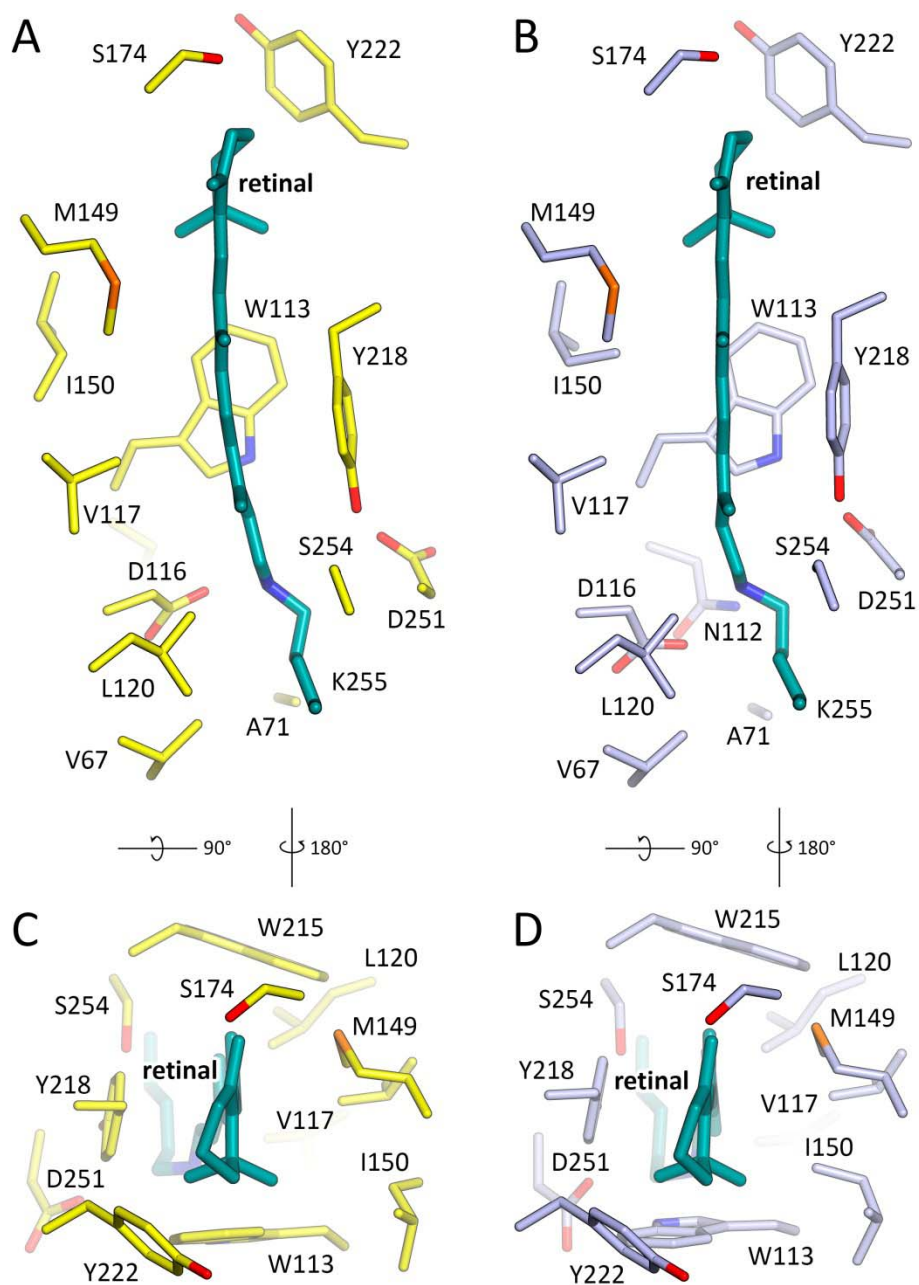 A
S174
Y222
retinal
M149
W113
Y218
I150
V117
S254
D116
D251
L120
K255
A71
V67
90°
180°
B
S174
Y222
retinal
M149
W113
Y218
I150
V117
S254
D116
D251
N112
L120
K255
A71
V67
90°
180°
C
W215
L120
S174
S254
M149
retinal
Y218
V117
I150
D251
W113
Y222
D
W215
L120
S174
S254
M149
Y218
retinal
V117
I150
D251
W113
Y222